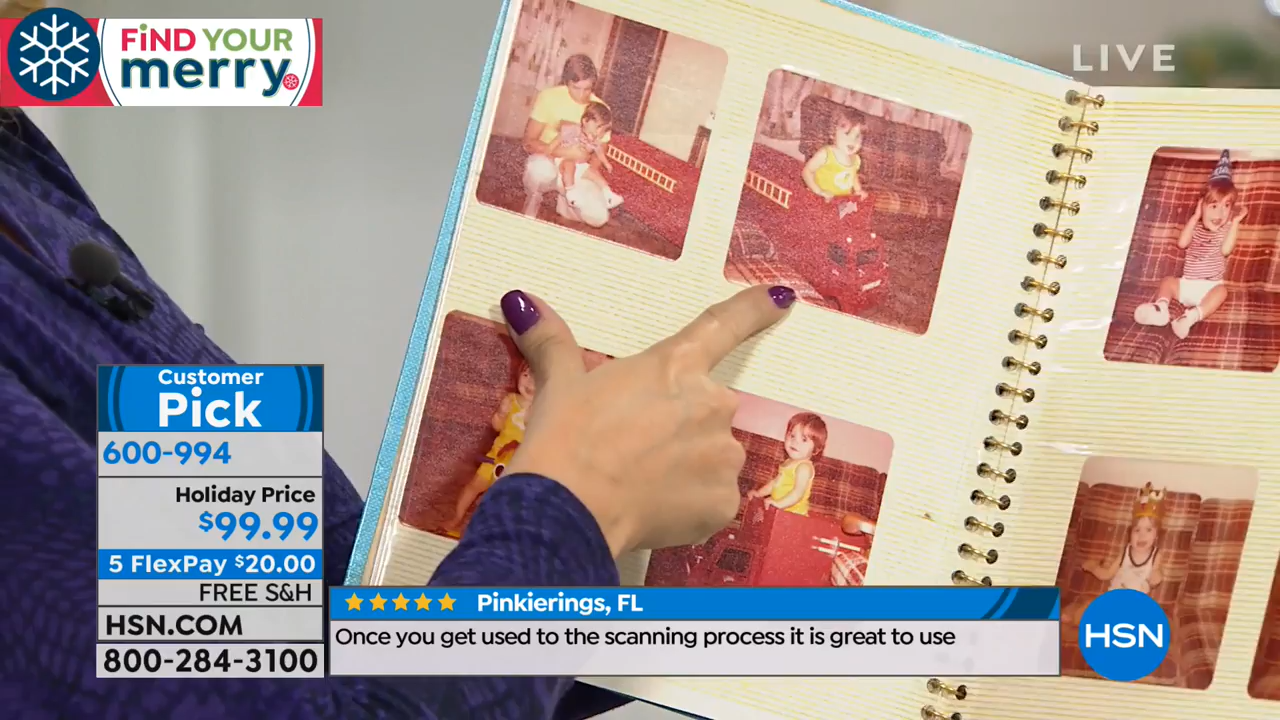 FiND YOUR
merry.
LIVE
Customer
Pick
600-994
Holiday Price
$99.99
5 FlexPay $20.00
FREE S&H
HSN.COM
800-284-3100
★★★★★ Pinkierings, FL
Once you get used to the scanning process it is great to use
HSN